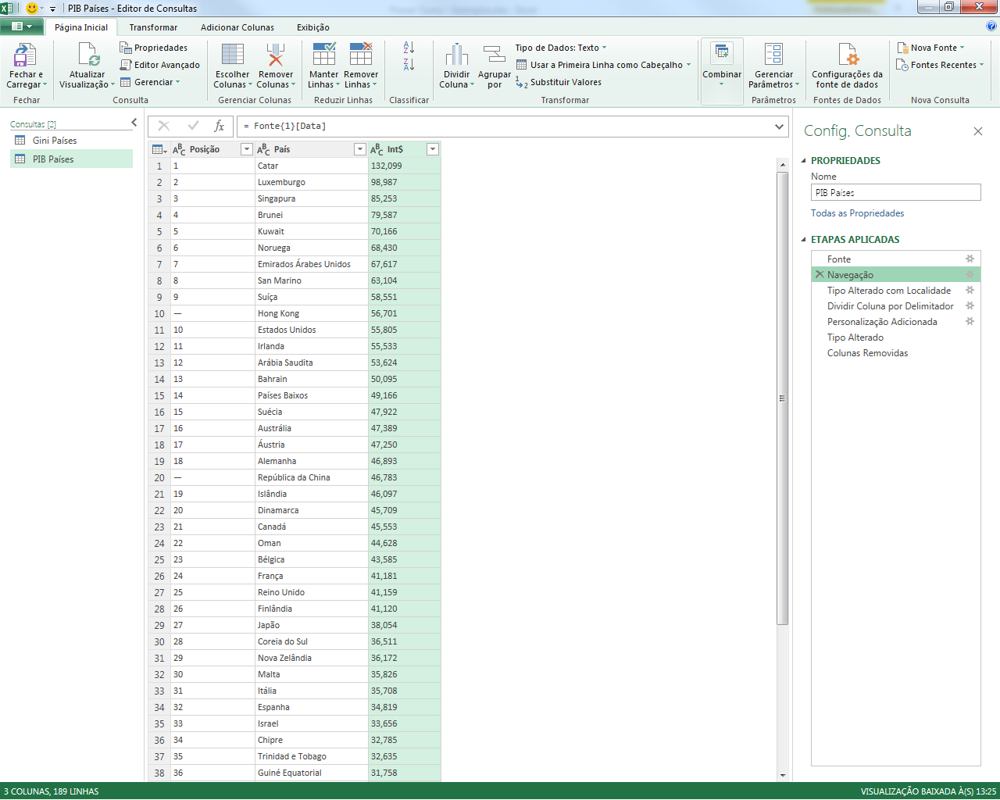 PIB Países - Editor de Consultas
Página Inicial
Transformar
Adicionar Colunas
Exibição
Fechar e Carregar
Fechar
Atualizar Visualização
Propriedades
Editor Avançado
Gerenciar
Consulta
Escolher Colunas
Remover Colunas
Gerenciar Colunas
Manter Linhas
Remover Linhas
Reduzir Linhas
Classificar
Dividir Coluna
Agrupar por
Tipo de Dados: Texto
Usar a Primeira Linha como Cabeçalho
Substituir Valores
Transformar
Combinar
Gerenciar Parâmetros
Parâmetros
Configurações da fonte de dados
Fontes de Dados
Nova Fonte
Fontes Recentes
Nova Consulta
Consultas [2]
Gini Países
PIB Países
fx
= Fonte{1}[Data]
Posição País Int$
1 1 Catar 132,099
2 2 Luxemburgo 98,987
3 3 Singapura 85,253
4 4 Brunei 79,587
5 5 Kuwait 70,166
6 6 Noruega 68,430
7 7 Emirados Árabes Unidos 67,617
8 8 San Marino 63,104
9 9 Suíça 58,551
10 — Hong Kong 56,701
11 10 Estados Unidos 55,805
12 11 Irlanda 55,533
13 12 Arábia Saudita 53,624
14 13 Bahrain 50,095
15 14 Países Baixos 49,166
16 15 Suécia 47,922
17 16 Austrália 47,389
18 17 Áustria 47,250
19 18 Alemanha 46,893
20 — República da China 46,783
21 19 Islândia 46,097
22 20 Dinamarca 45,709
23 21 Canadá 45,553
24 22 Oman 44,628
25 23 Bélgica 43,585
26 24 França 41,181
27 25 Reino Unido 41,159
28 26 Finlândia 41,120
29 27 Japão 38,054
30 28 Coreia do Sul 36,511
31 29 Nova Zelândia 36,172
32 30 Malta 35,826
33 31 Itália 35,708
34 32 Espanha 34,819
35 33 Israel 33,656
36 34 Chipre 32,785
37 35 Trinidad e Tobago 32,635
38 36 Guiné Equatorial 31,758
Config. Consulta
PROPRIEDADES
Nome
PIB Países
Todas as Propriedades
ETAPAS APLICADAS
Fonte
Navegação
Tipo Alterado com Localidade
Dividir Coluna por Delimitador
Personalização Adicionada
Tipo Alterado
Colunas Removidas
3 COLUNAS, 189 LINHAS
VISUALIZAÇÃO BAIXADA À(S) 13:25